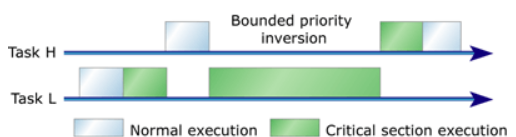 Bounded priority
inversion
Task H
Task L
Normal execution
Critical section execution